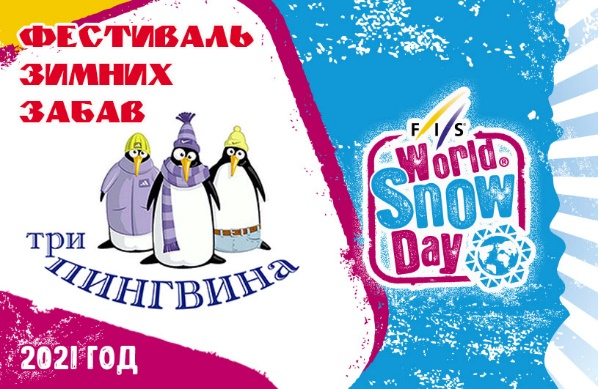 ФЕСТИВАЛЬ
ЗИМНИХ
ЗАБАВ
три
ПИНГВИНА
2021 ГОД
FIS
World
Snow
Day